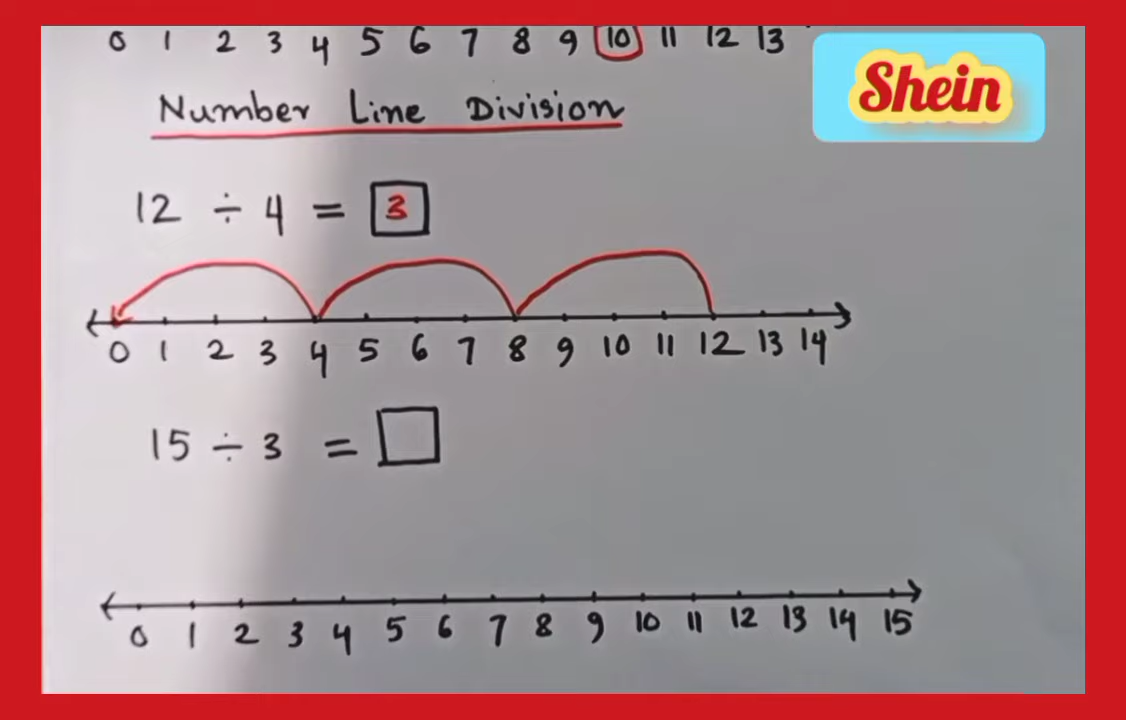 0 1 2 3 4 5 6 7 8 9 10 11 12 13
Shein
Number Line Division
12 ÷ 4 = 3
0 1 2 3 4 5 6 7 8 9 10 11 12 13 14
15 ÷ 3 =
0 1 2 3 4 5 6 7 8 9 10 11 12 13 14 15